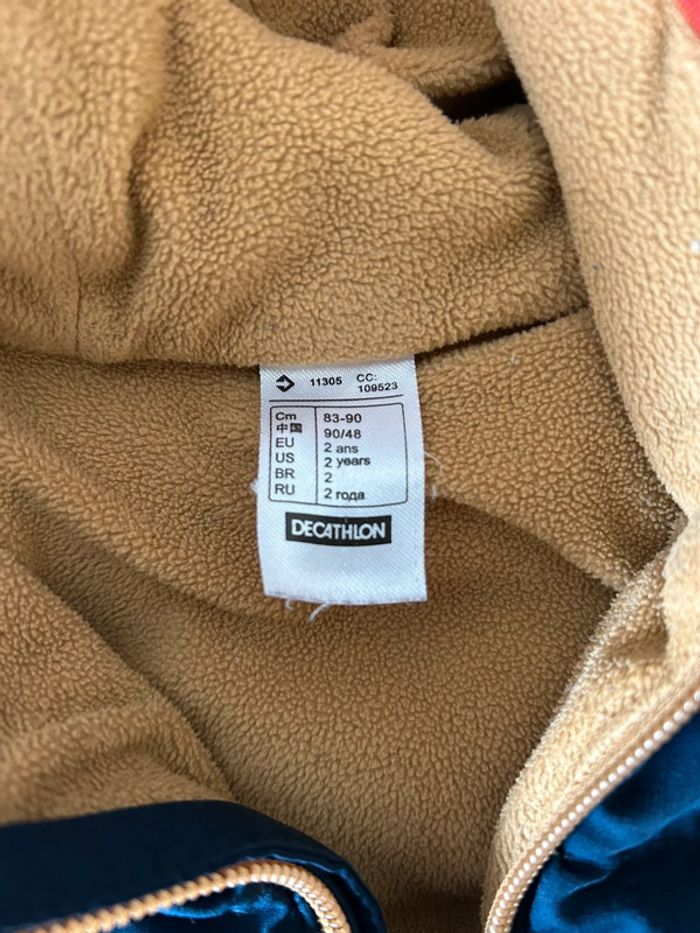 11305 CC:
109523
Cm 83-90
中国 90/48
EU 2 ans
US 2 years
BR 2
RU 2 года
DECATHLON